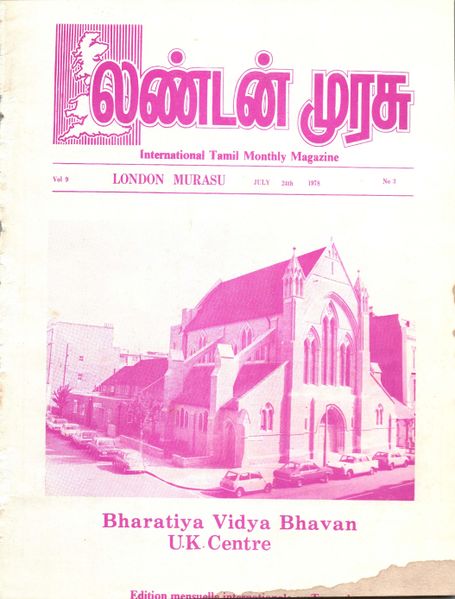 லண்டன் முரசு
International Tamil Monthly Magazine
Vol 9 LONDON MURASU JULY 24th 1978 No 3
Bharatiya Vidya Bhavan
U.K. Centre
Edition mensuelle